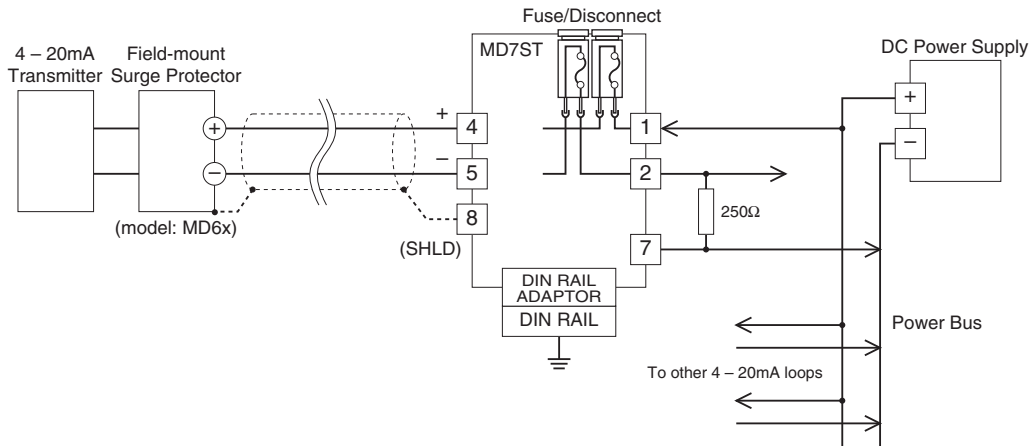 Fuse/Disconnect
4 – 20mA
Transmitter
Field-mount
Surge Protector
MD7ST
DC Power Supply
+
–
+
–
+
4
1
–
5
2
8
250Ω
(model: MD6x)
(SHLD)
7
DIN RAIL
ADAPTOR
DIN RAIL
Power Bus
To other 4 – 20mA loops